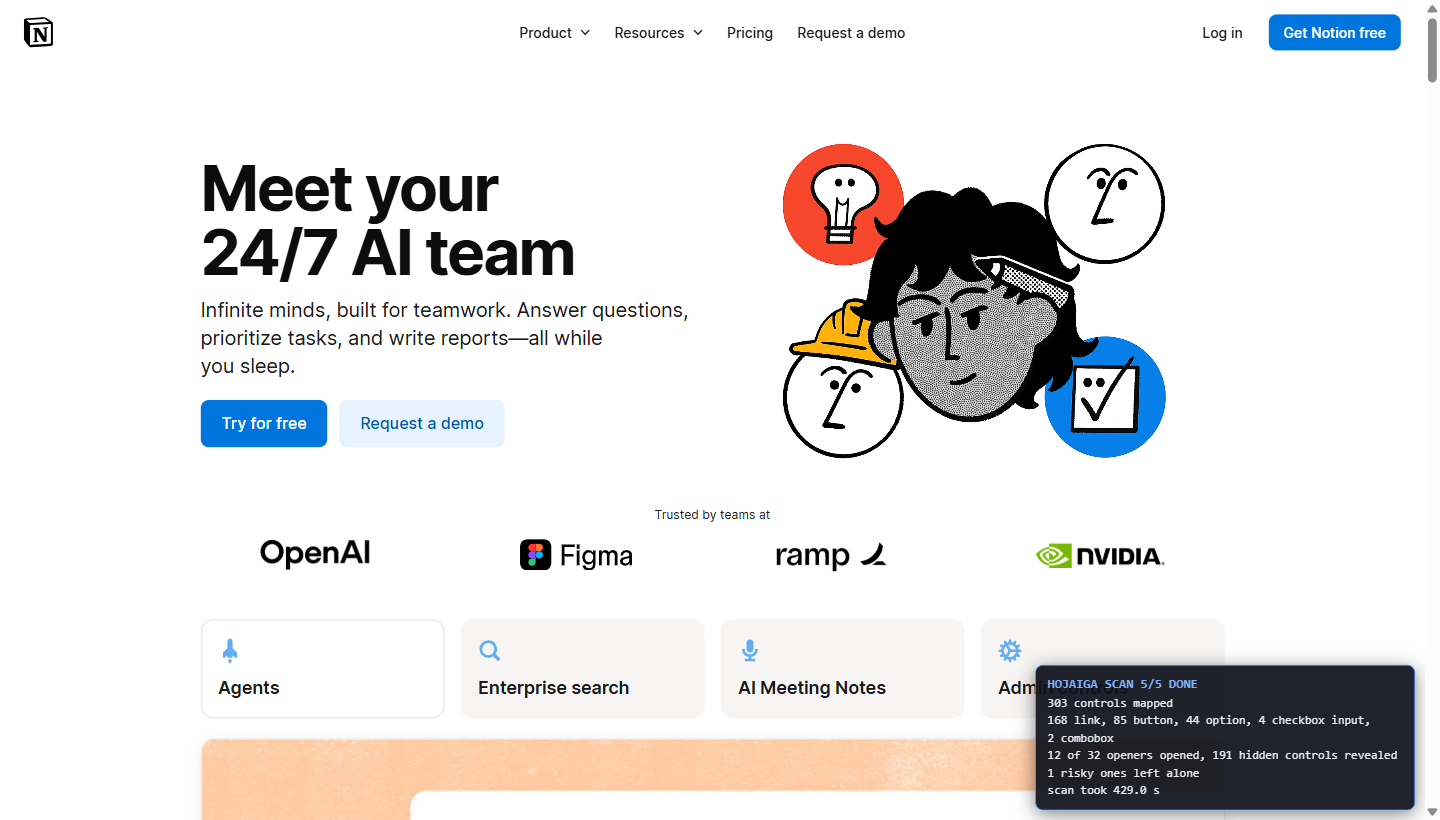 N
Product
Resources
Pricing
Request a demo
Log in
Get Notion free
Meet your
24/7 AI team
Infinite minds, built for teamwork. Answer questions,
prioritize tasks, and write reports—all while
you sleep.
Try for free
Request a demo
Trusted by teams at
OpenAI
Figma
ramp
NVIDIA.
Agents
Enterprise search
AI Meeting Notes
Admin controls
HOJAIGA SCAN 5/5 DONE
303 controls mapped
168 link, 85 button, 44 option, 4 checkbox input,
2 combobox
12 of 32 openers opened, 191 hidden controls revealed
1 risky ones left alone
scan took 429.0 s